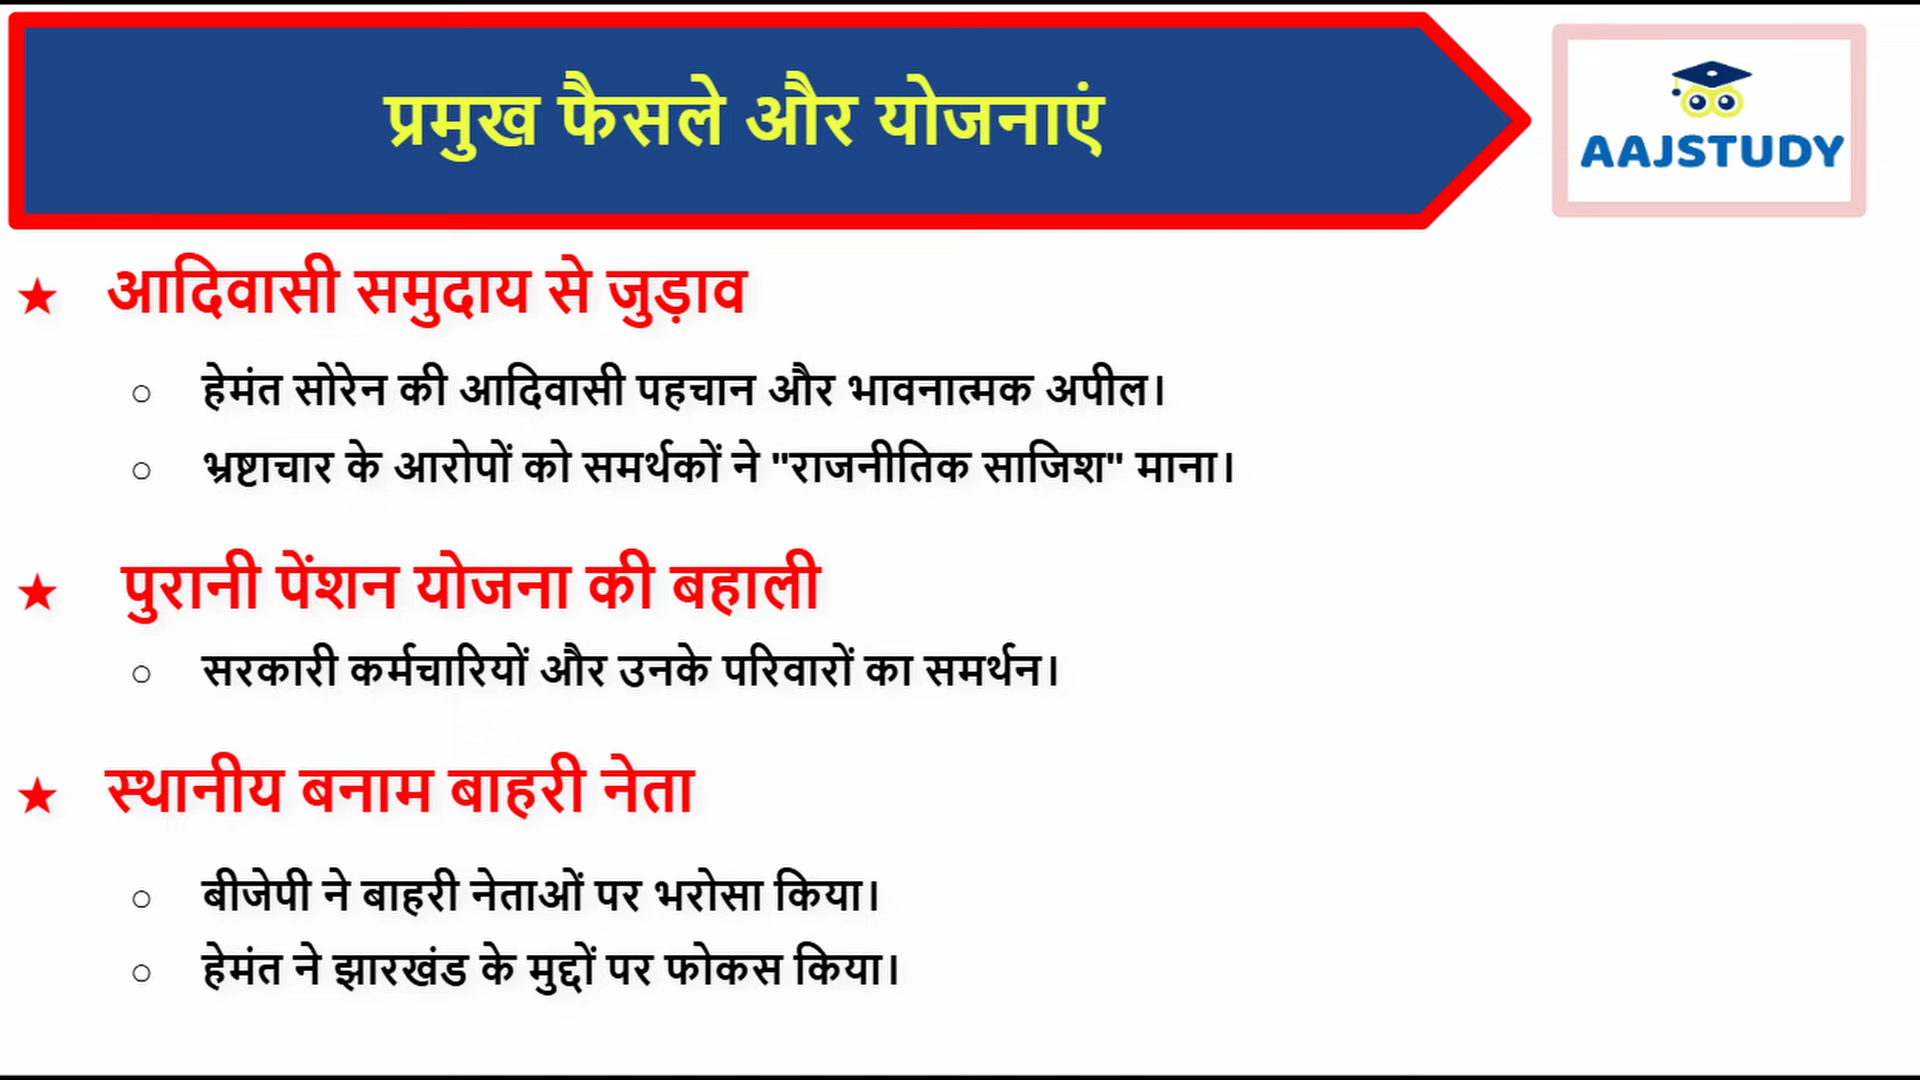 प्रमुख फैसले और योजनाएं
AAJSTUDY
★ आदिवासी समुदाय से जुड़ाव
○ हेमंत सोरेन की आदिवासी पहचान और भावनात्मक अपील।
○ भ्रष्टाचार के आरोपों को समर्थकों ने "राजनीतिक साजिश" माना।
★ पुरानी पेंशन योजना की बहाली
○ सरकारी कर्मचारियों और उनके परिवारों का समर्थन।
★ स्थानीय बनाम बाहरी नेता
○ बीजेपी ने बाहरी नेताओं पर भरोसा किया।
○ हेमंत ने झारखंड के मुद्दों पर फोकस किया।